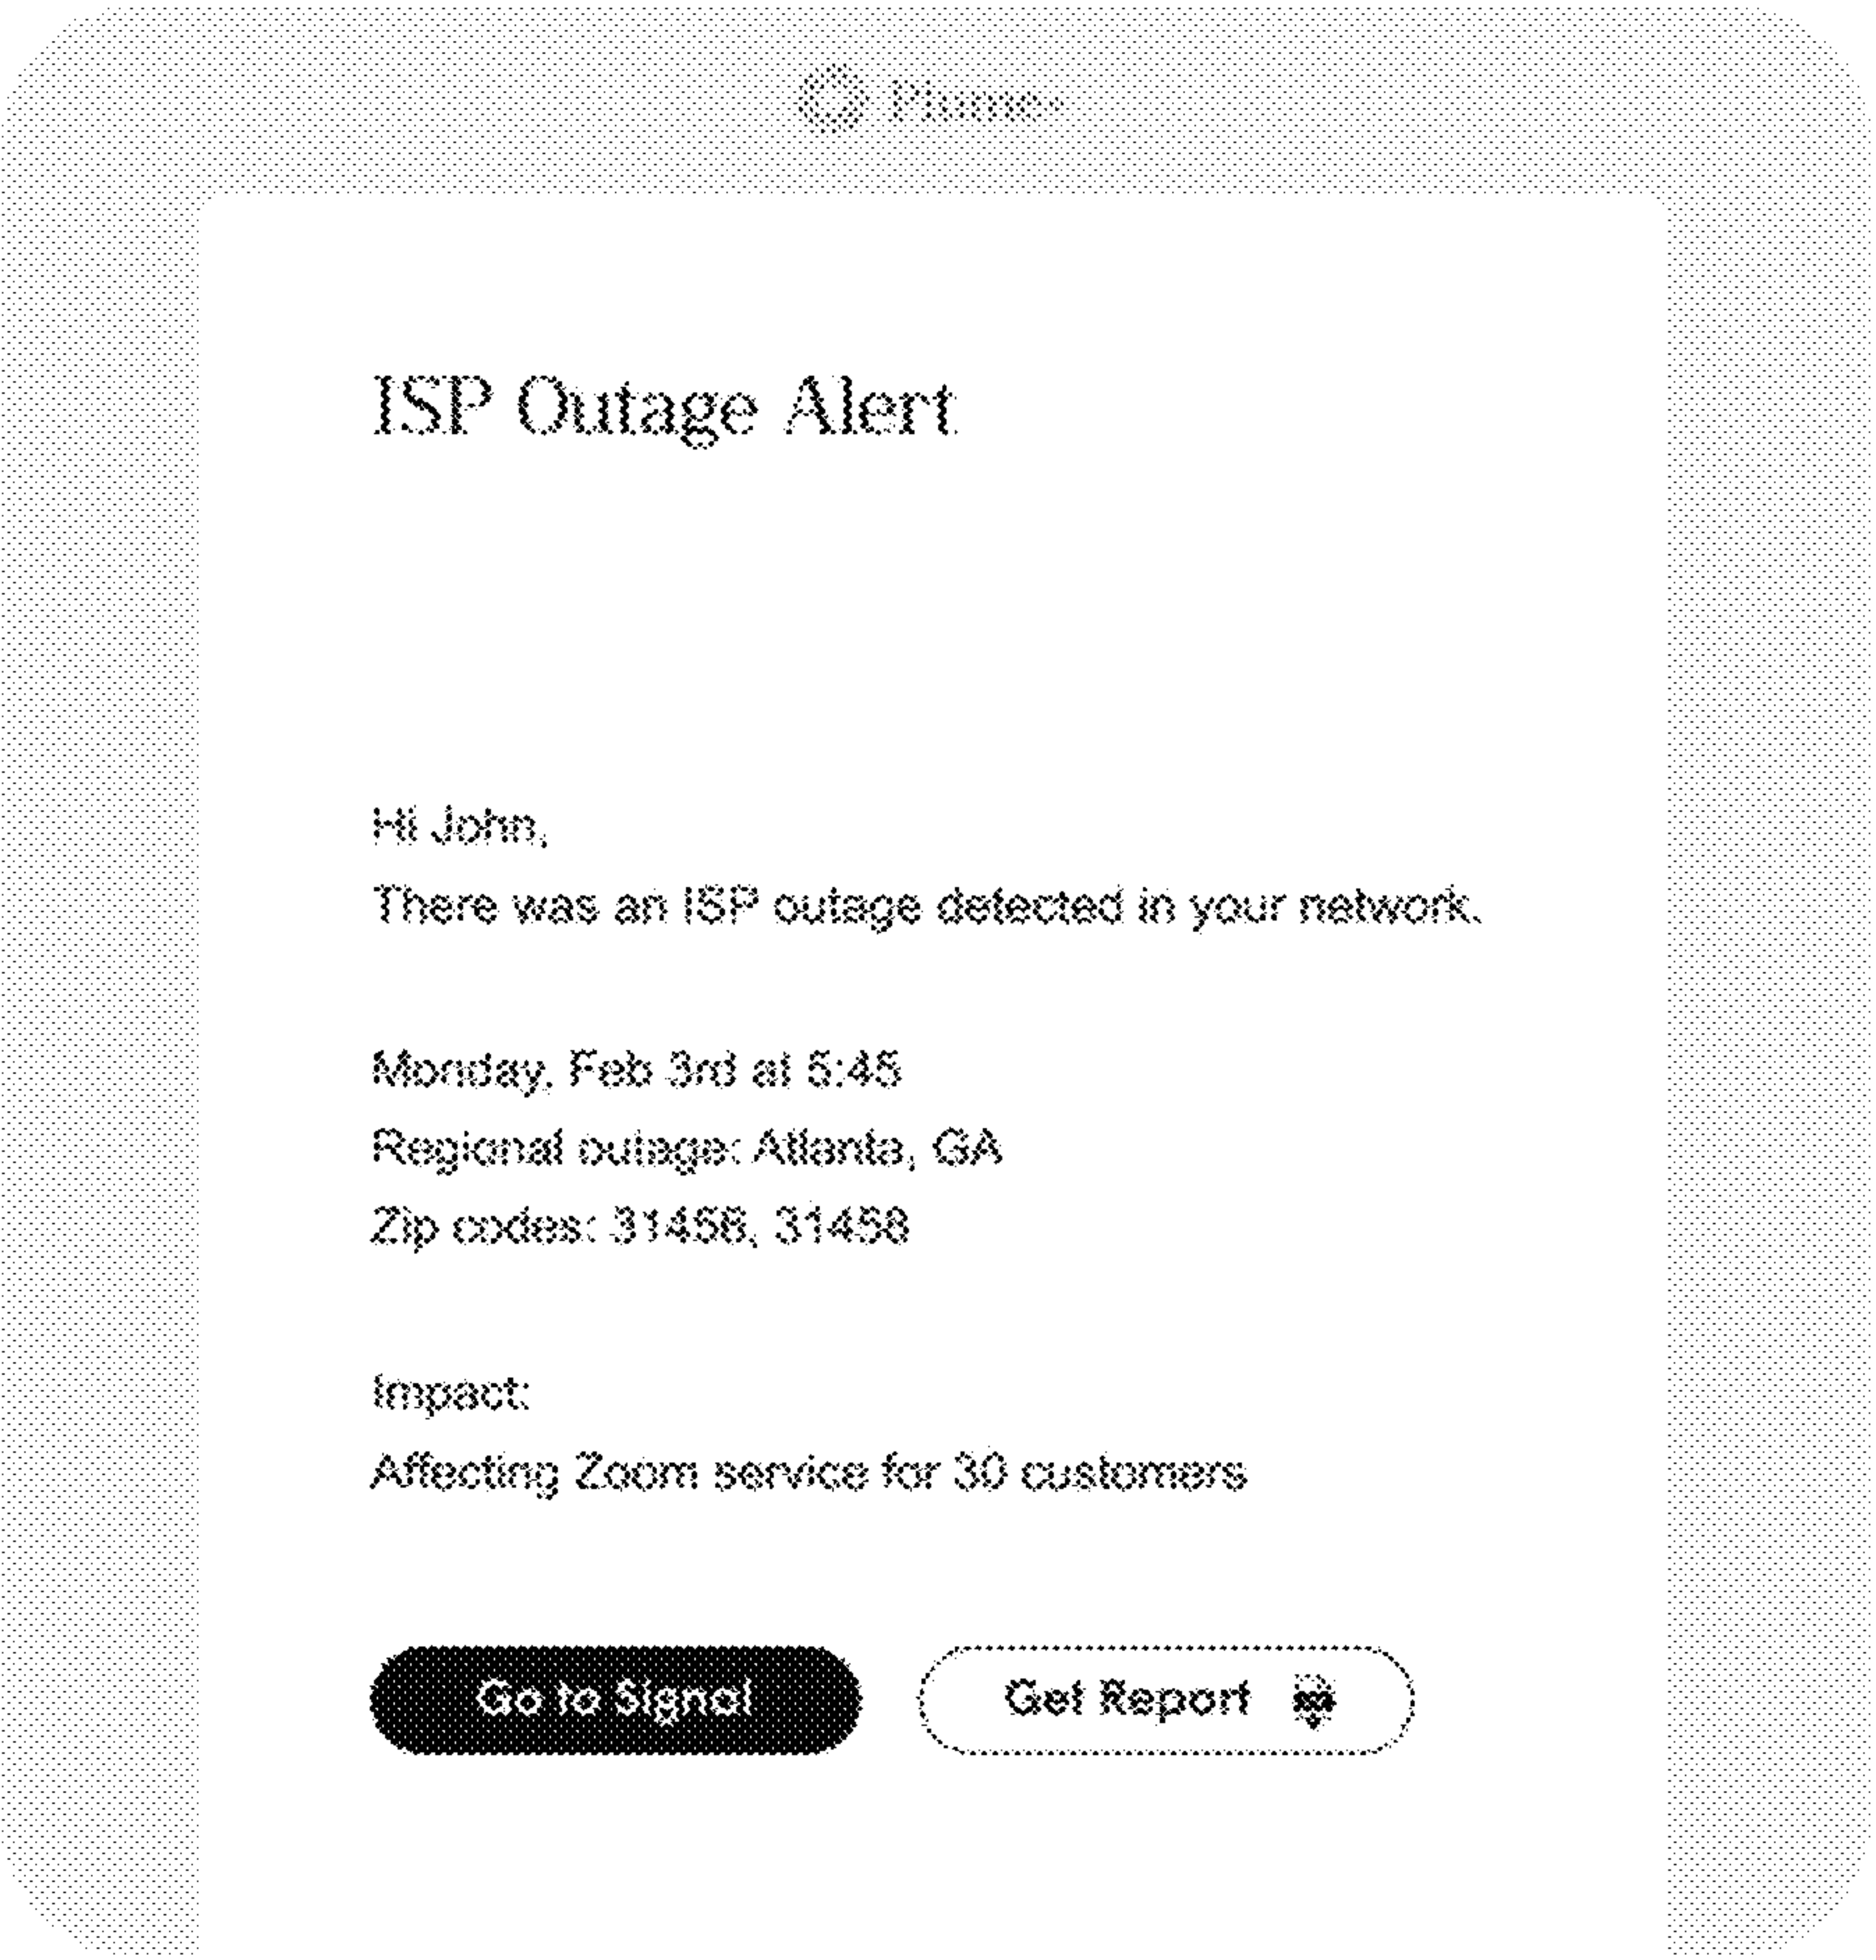 Plume
ISP Outage Alert
Hi John,
There was an ISP outage detected in your network.
Monday, Feb 3rd at 5:45
Regional outage: Atlanta, GA
Zip codes: 31458
Impact:
Affecting Zoom service for 30 customers
Go to Signal
Get Report